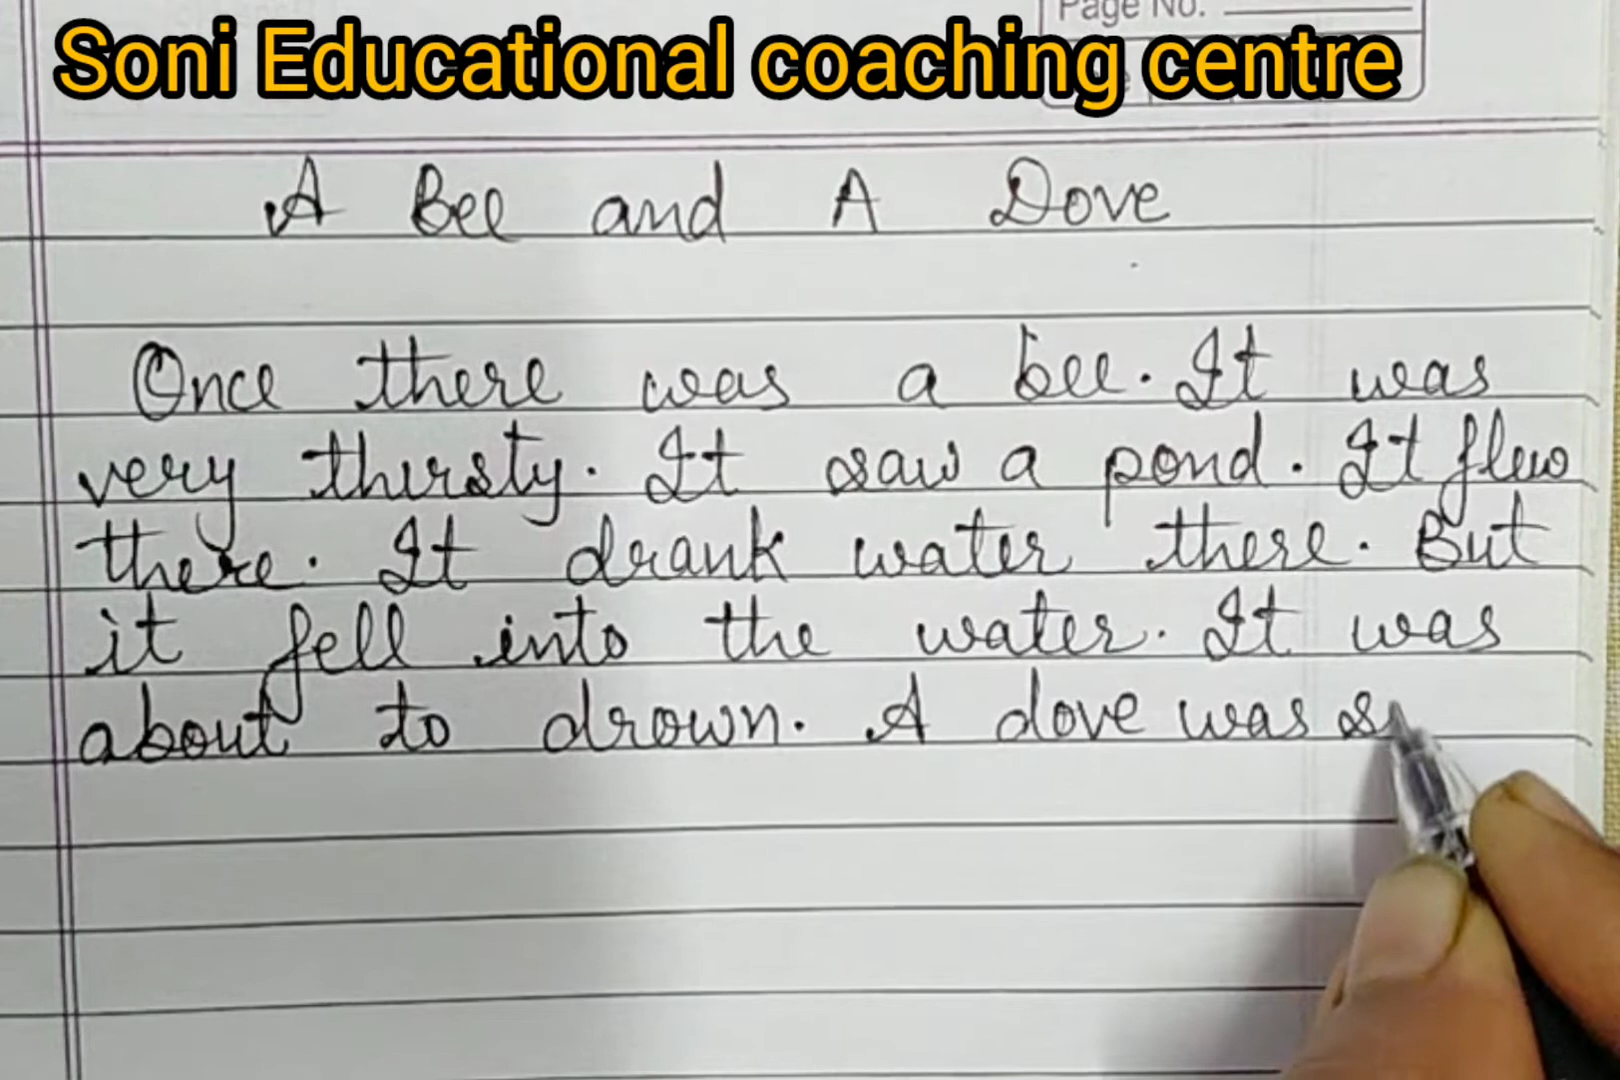 Page No.
Soni Educational coaching centre
A Bee and A Dove
Once there was a bee. It was
very thirsty. It saw a pond. It flew
there. It drank water there. But
it fell into the water. It was
about to drown. A dove was